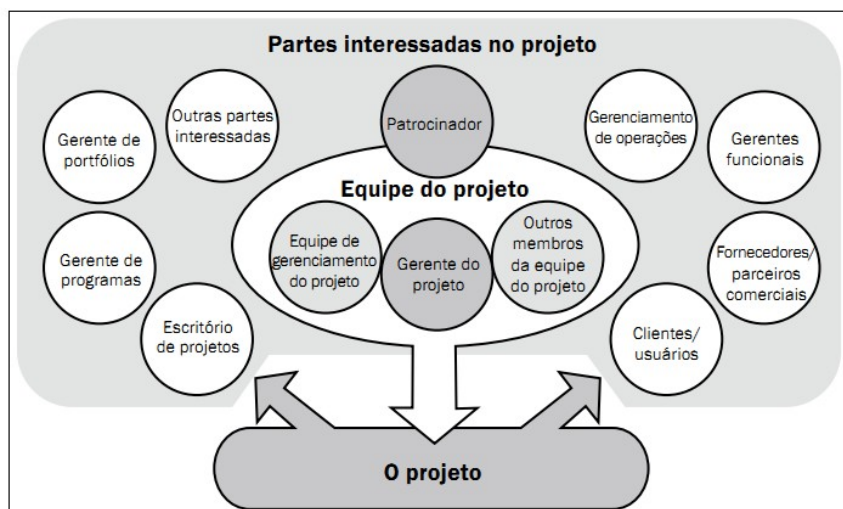 Partes interessadas no projeto
Outras partes
interessadas
Patrocinador
Gerenciamento
de operações
Gerente de
portfólios
Gerentes
funcionais
Equipe do projeto
Equipe de
gerenciamento
do projeto
Gerente do
projeto
Outros
membros
da equipe
do projeto
Gerente de
programas
Fornecedores/
parceiros
comerciais
Escritório
de projetos
Clientes/
usuários
O projeto